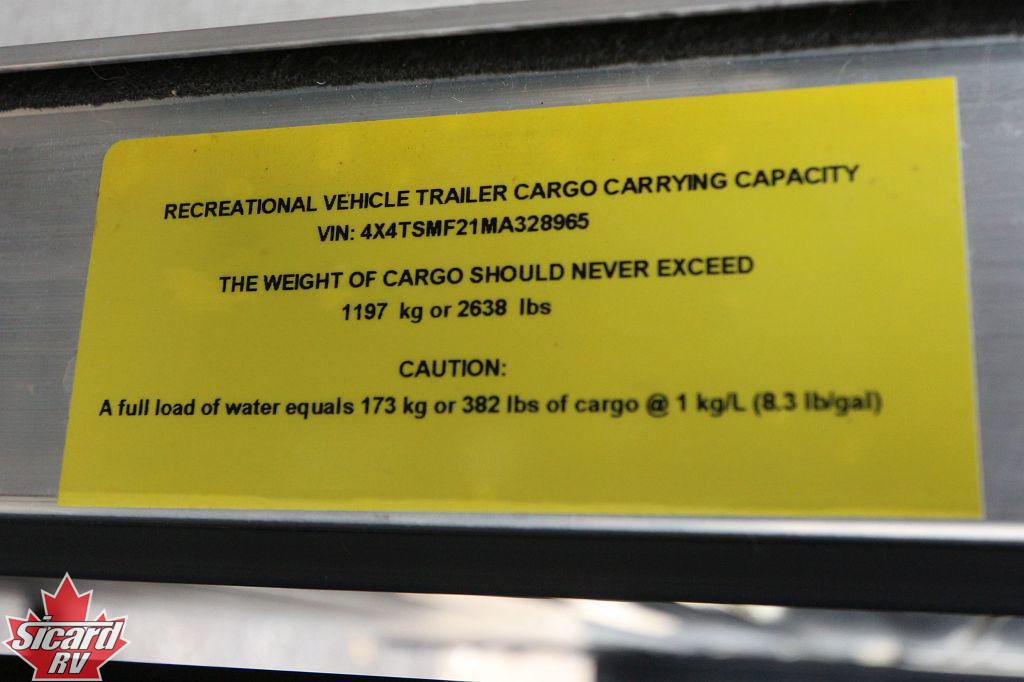 RECREATIONAL VEHICLE TRAILER CARGO CARRYING CAPACITY
VIN: 4X4TSMF21MA328965
THE WEIGHT OF CARGO SHOULD NEVER EXCEED
1197 kg or 2638 lbs
CAUTION:
A full load of water equals 173 kg or 382 lbs of cargo @ 1 kg/L (8.3 lb/gal)
Sicard
RV